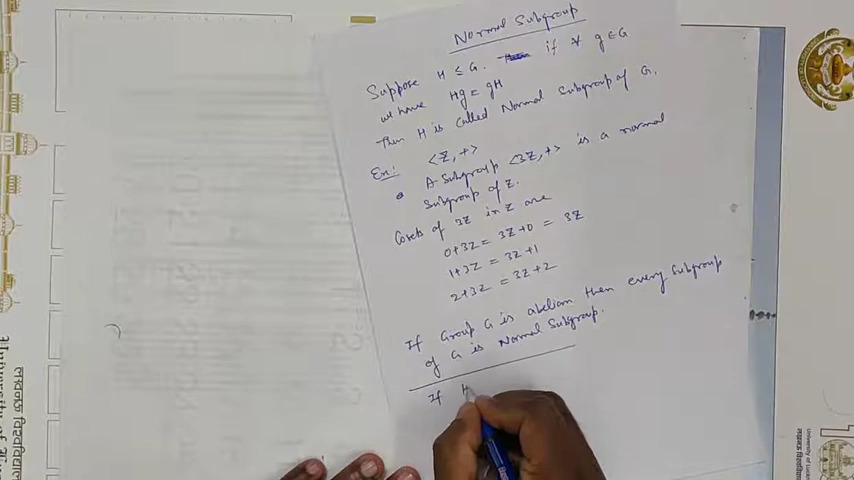 Normal Subgroup
Suppose H ≤ G. if ∀ g ∈ G
we have Hg = gH
Then H is called Normal Subgroup of G.
Ex: <Z, +>
A Subgroup <3Z, +> is a normal
Subgroup of Z.
Cosets of 3Z in Z are
0+3Z = 3Z+0 = 3Z
1+3Z = 3Z+1
2+3Z = 3Z+2
If Group G is abelian then every Subgroup
of G is Normal Subgroup.
If H